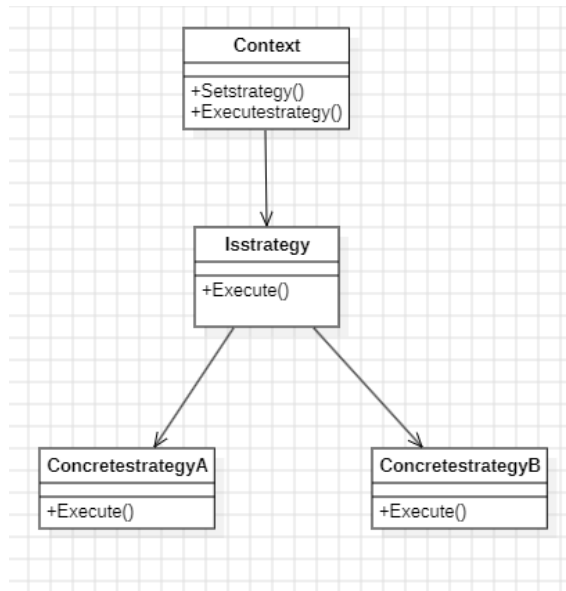 Context
+Setstrategy()
+Executestrategy()
Isstrategy
+Execute()
ConcretestrategyA
+Execute()
ConcretestrategyB
+Execute()